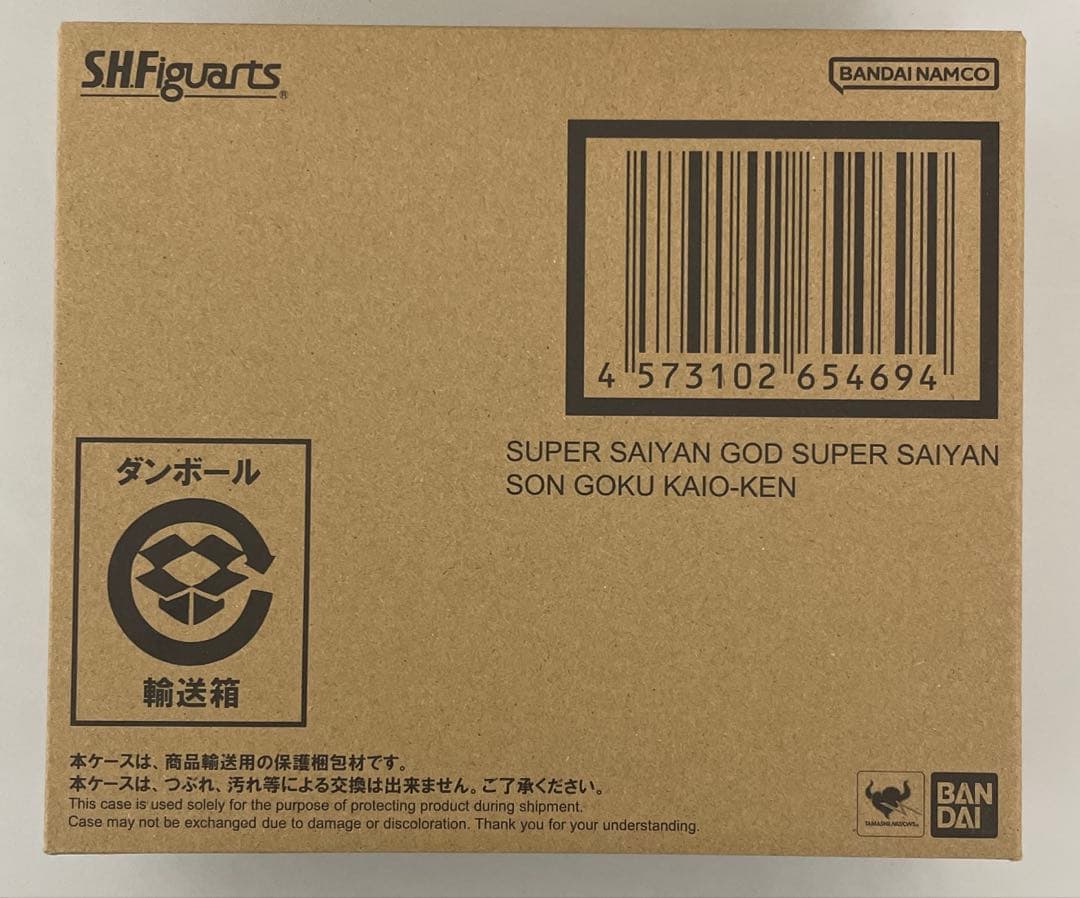 S.H.Figuarts®
BANDAI NAMCO
4 573102 654694
SUPER SAIYAN GOD SUPER SAIYAN
SON GOKU KAIO-KEN
ダンボール
輸送箱
本ケースは、商品輸送用の保護梱包材です。
本ケースは、つぶれ、汚れ等による交換は出来ません。ご了承ください。
This case is used solely for the purpose of protecting product during shipment.
Case may not be exchanged due to damage or discoloration. Thank you for your understanding.
TAMASHII NATIONS
BAN
DAI